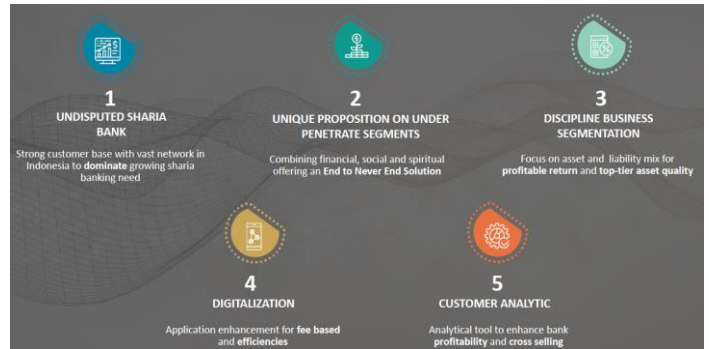 1
UNDISPUTED SHARIA
BANK
Strong customer base with vast network in
Indonesia to dominate growing sharia
banking need
2
UNIQUE PROPOSITION ON UNDER
PENETRATE SEGMENTS
Combining financial, social and spiritual
offering an End to Never End Solution
3
DISCIPLINE BUSINESS
SEGMENTATION
Focus on asset and liability mix for
profitable return and top-tier asset quality
4
DIGITALIZATION
Application enhancement for fee based
and efficiencies
5
CUSTOMER ANALYTIC
Analytical tool to enhance bank
profitability and cross selling